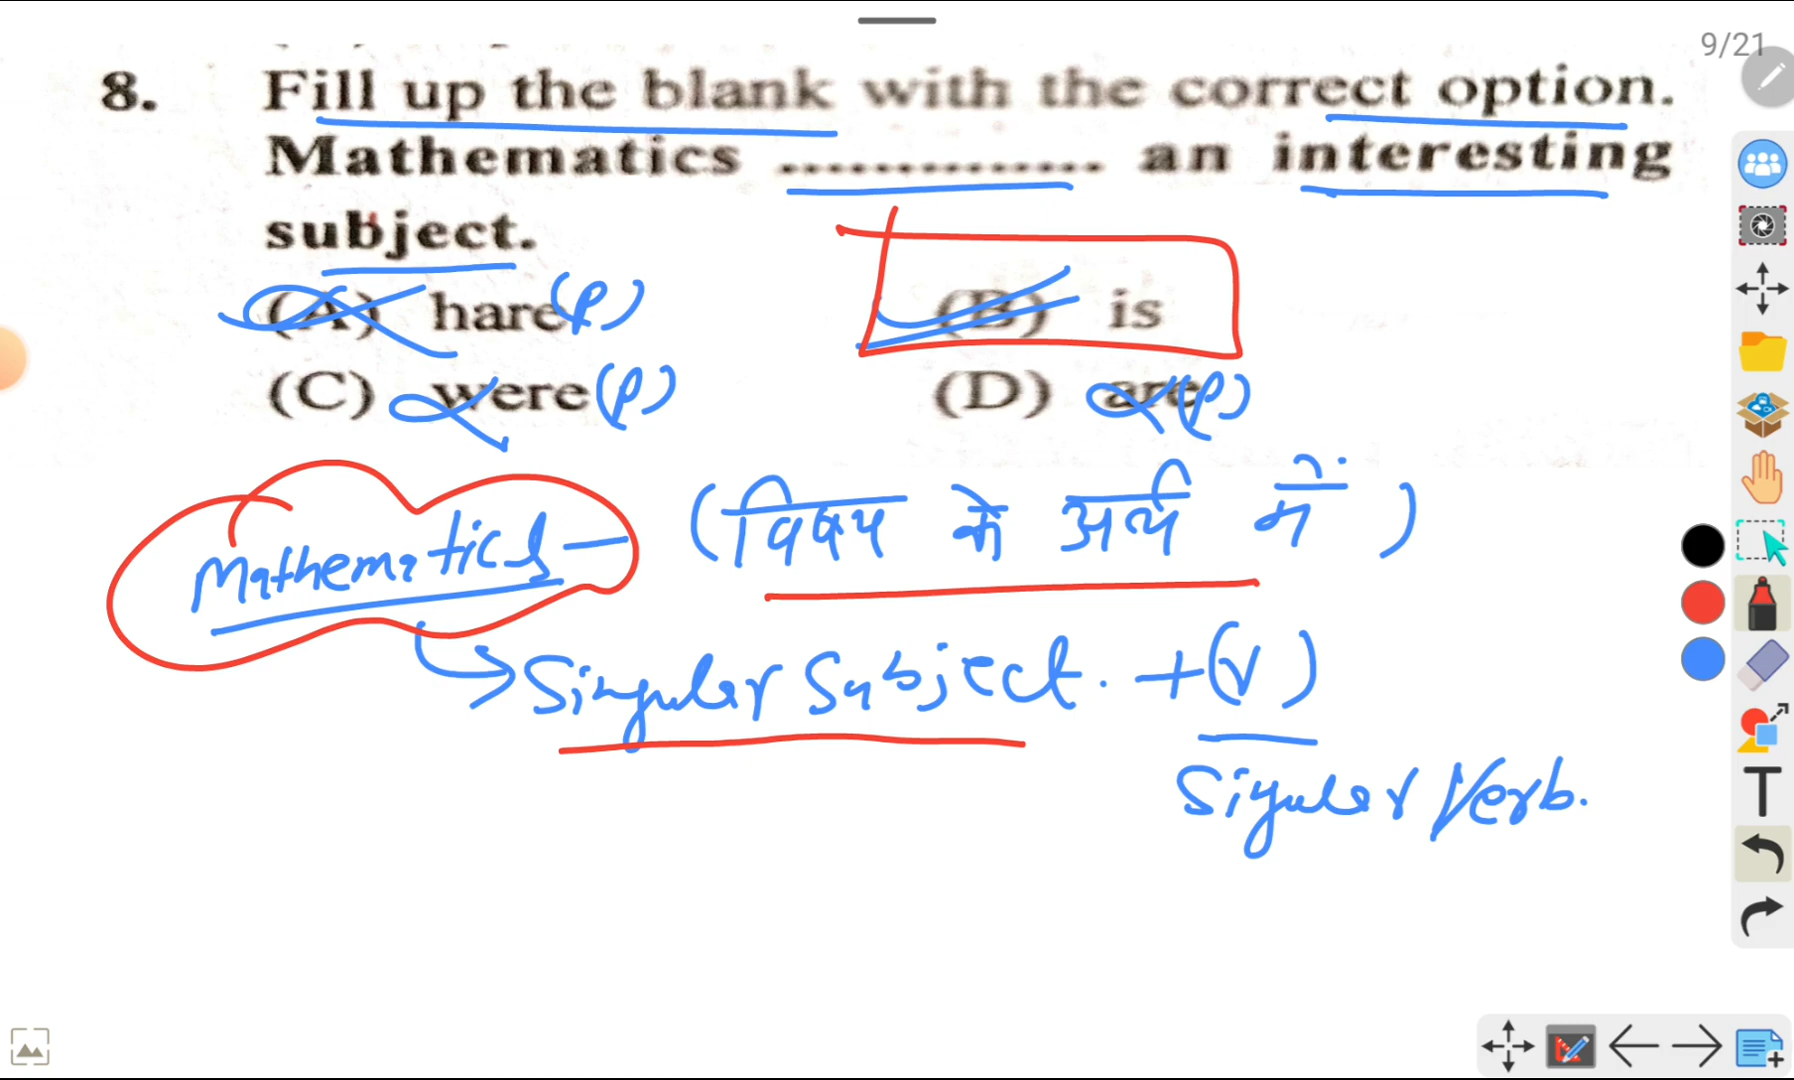 9/21
8. Fill up the blank with the correct option.
Mathematics .............. an interesting
subject.
(A) hare (P) (B) is
(C) were (P) (D) are (P)
Mathematics — (विषय के अर्थ में)
Singular Subject. + (V)
Singuler Verb.
T